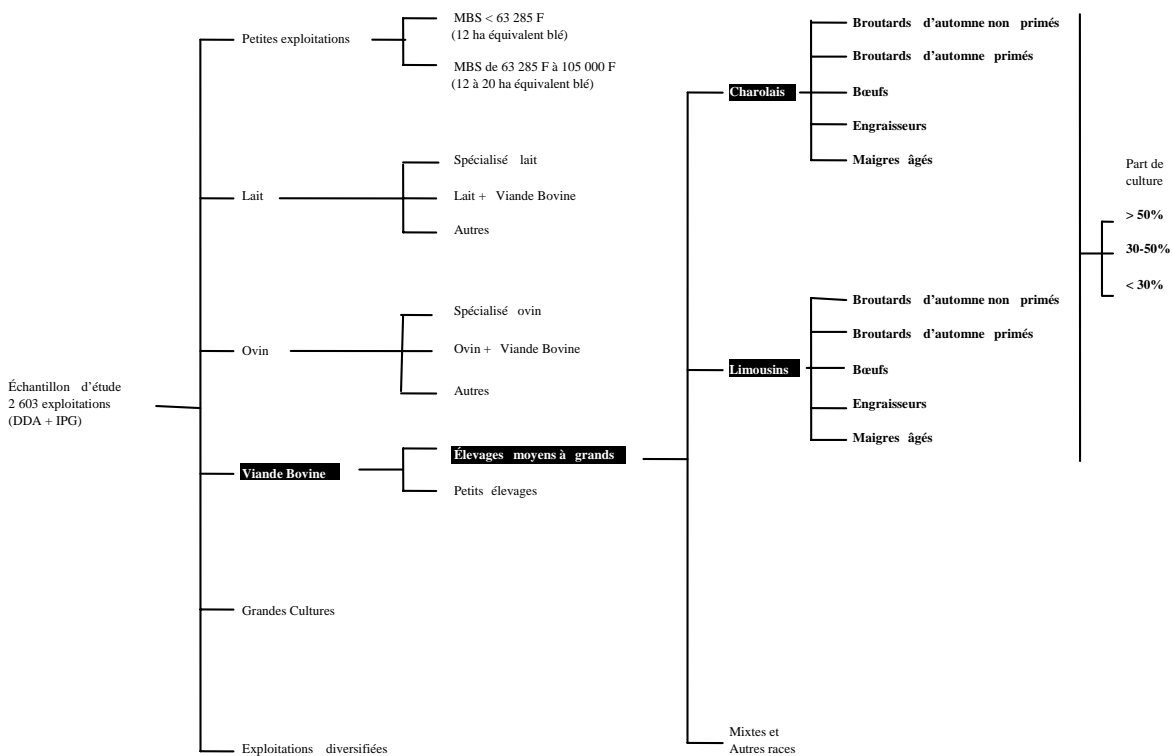 Échantillon d'étude
2 603 exploitations
(DDA + IPG)
Petites exploitations
MBS < 63 285 F
(12 ha équivalent blé)
MBS de 63 285 F à 105 000 F
(12 à 20 ha équivalent blé)
Lait
Spécialisé lait
Lait + Viande Bovine
Autres
Ovin
Spécialisé ovin
Ovin + Viande Bovine
Autres
Viande Bovine
Élevages moyens à grands
Petits élevages
Grandes Cultures
Exploitations diversifiées
Charolais
Broutards d'automne non primés
Broutards d'automne primés
Bœufs
Engraisseurs
Maigres âgés
Limousins
Broutards d'automne non primés
Broutards d'automne primés
Bœufs
Engraisseurs
Maigres âgés
Mixtes et
Autres races
Part de
culture
> 50%
30-50%
< 30%